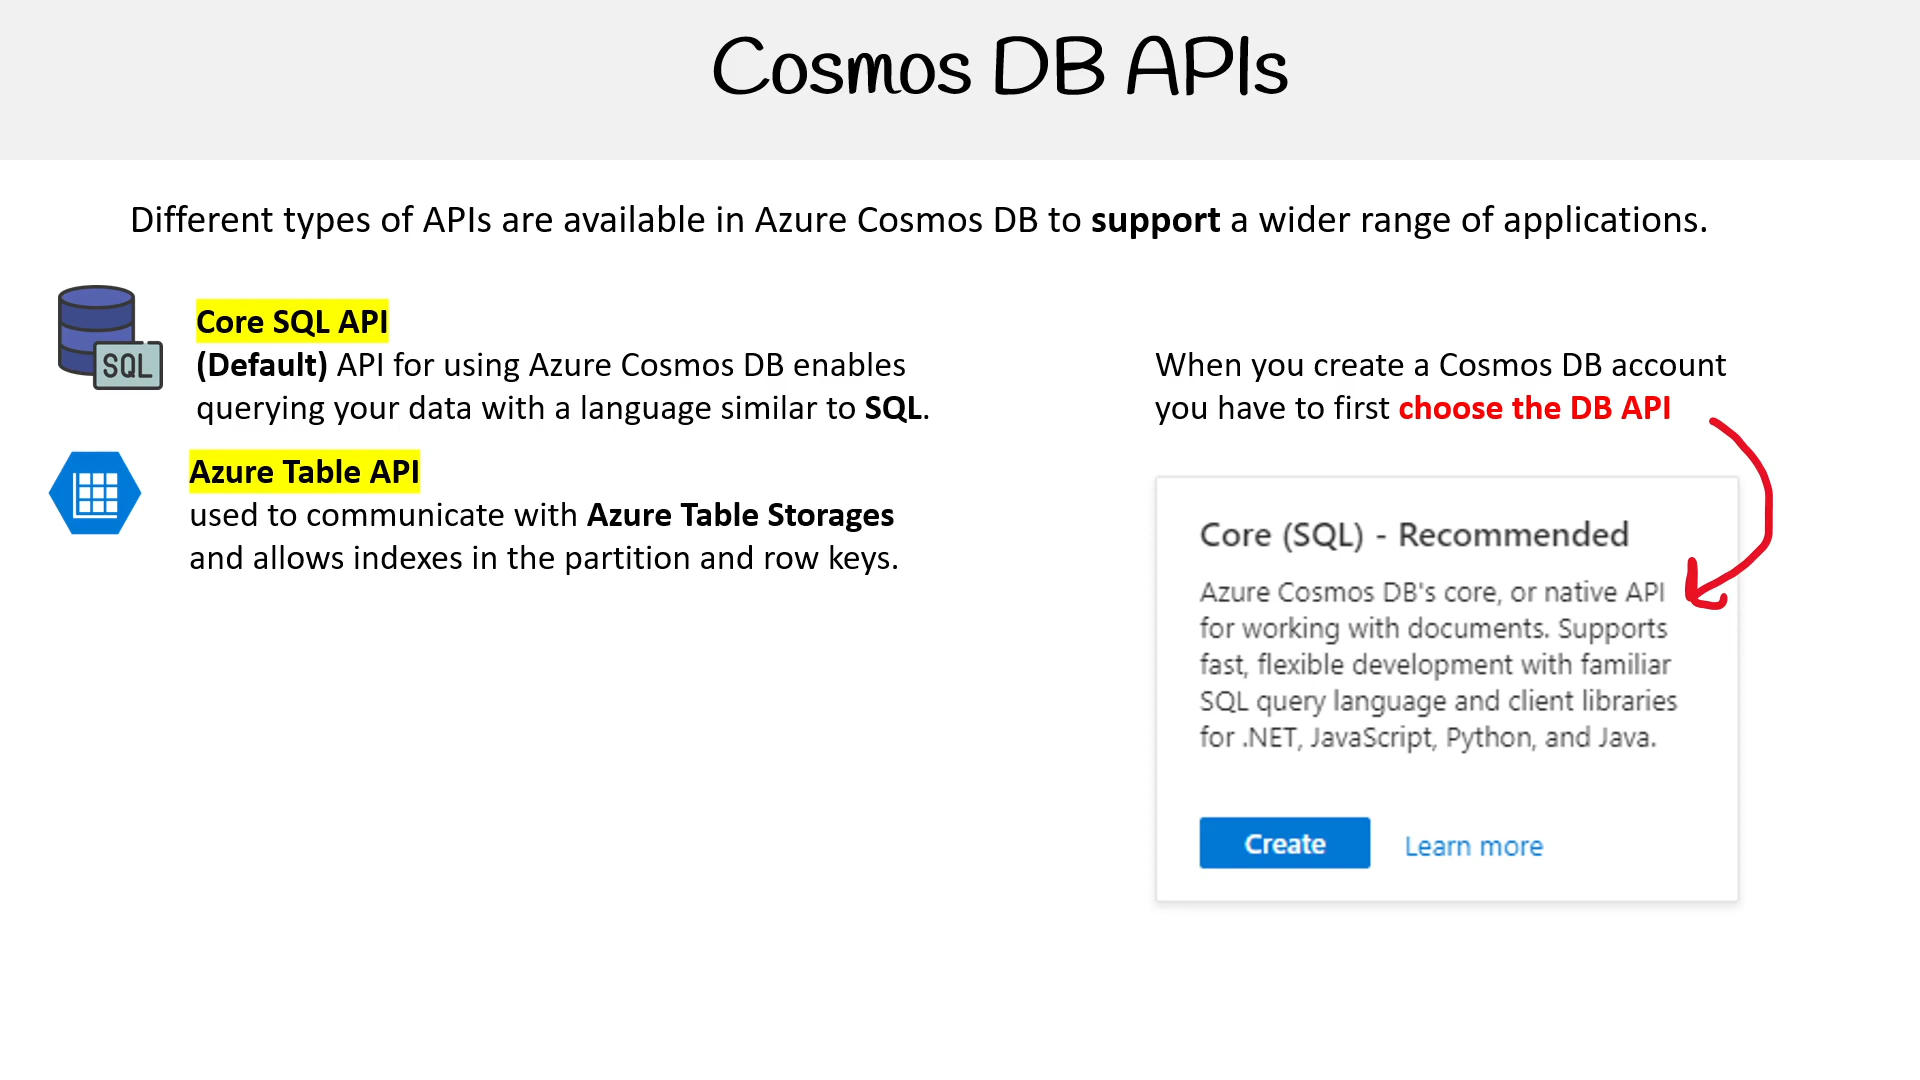 Cosmos DB APIs
Different types of APIs are available in Azure Cosmos DB to support a wider range of applications.
SQL
Core SQL API
(Default) API for using Azure Cosmos DB enables
querying your data with a language similar to SQL.
Azure Table API
used to communicate with Azure Table Storages
and allows indexes in the partition and row keys.
When you create a Cosmos DB account
you have to first choose the DB API
Core (SQL) - Recommended
Azure Cosmos DB's core, or native API
for working with documents. Supports
fast, flexible development with familiar
SQL query language and client libraries
for .NET, JavaScript, Python, and Java.
Create
Learn more